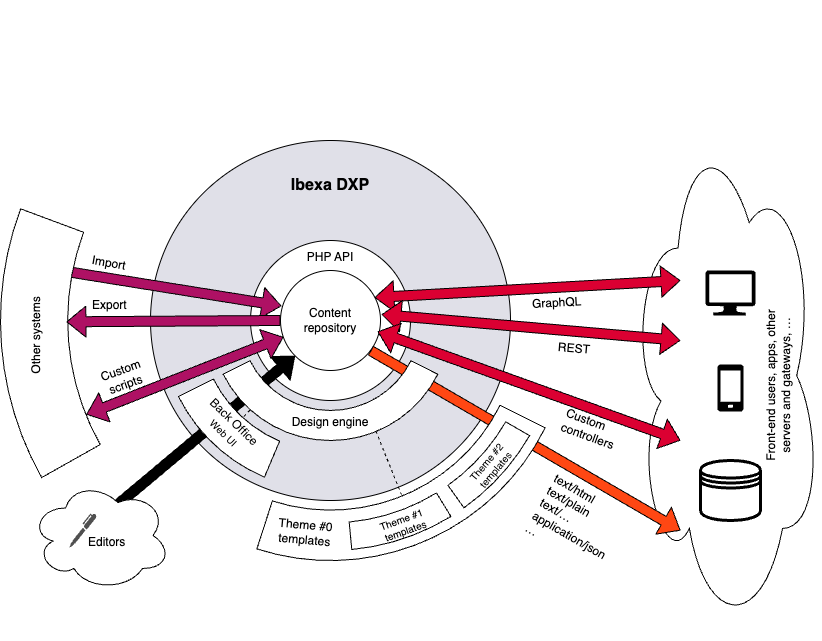 Ibexa DXP
PHP API
Content
repository
Import
Export
Custom
scripts
Other systems
GraphQL
REST
Custom
controllers
Front-end users, apps, other
servers and gateways, ...
Back Office
Web UI
Design engine
Theme #0
templates
Theme #1
templates
Theme #2
templates
text/html
text/plain
text/...
application/json
...
Editors